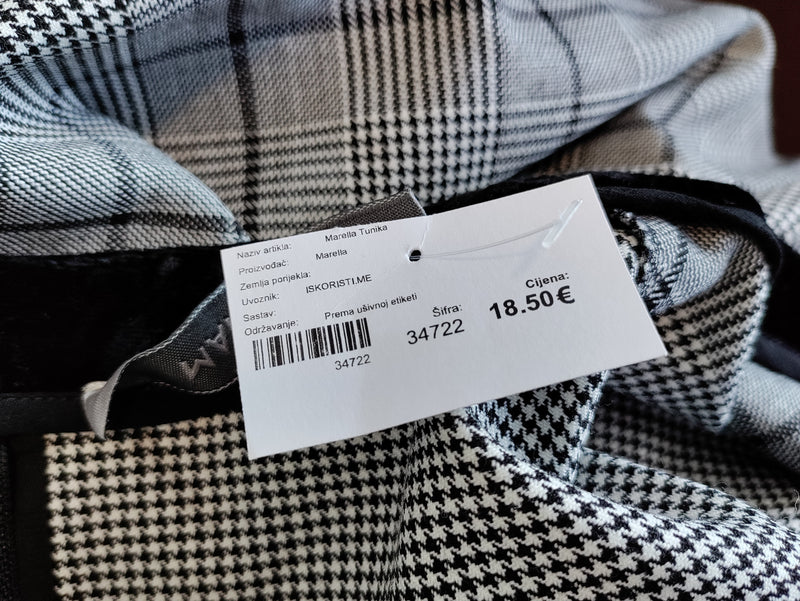 Naziv artikla: Marella Tunika
Proizvođač: Marella
Zemlja porijekla:
Uvoznik: ISKORISTI.ME
Sastav:
Održavanje: Prema ušivnoj etiketi
34722
Šifra:
34722
Cijena:
18.50€